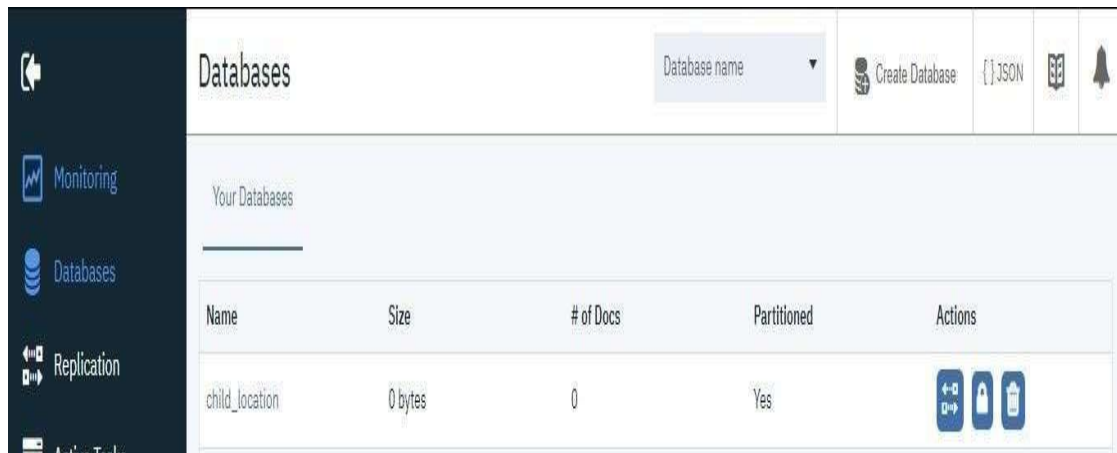 Databases
Database name
Create Database
{ } JSON
Monitoring
Your Databases
Databases
Name Size # of Docs Partitioned Actions
Replication
child_location 0 bytes 0 Yes